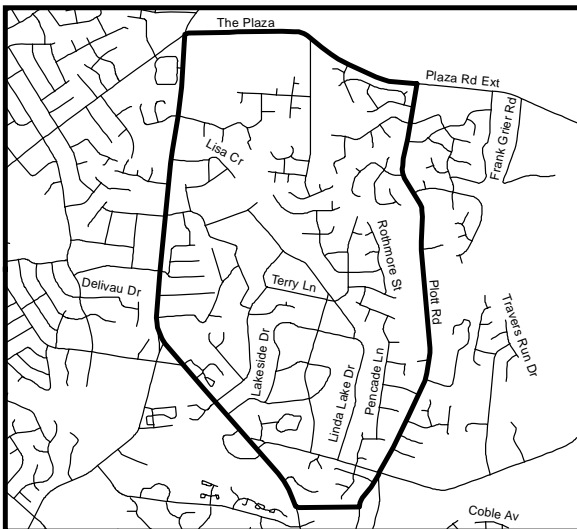 The Plaza
Plaza Rd Ext
Frank Grier Rd
Lisa Cr
Rothmore St
Delivau Dr
Terry Ln
Plott Rd
Travers Run Dr
Lakeside Dr
Linda Lake Dr
Pencade Ln
Coble Av